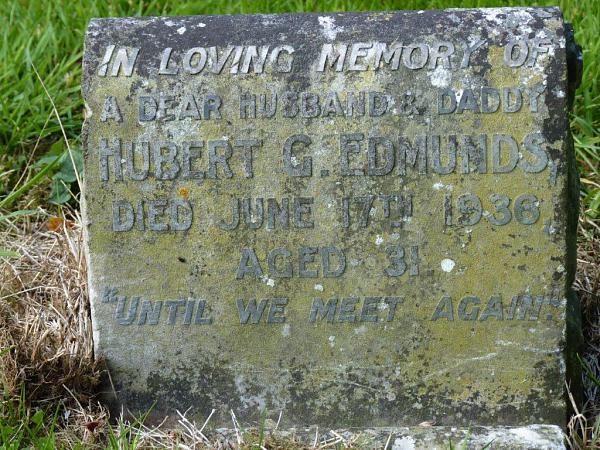 IN LOVING MEMORY OF
A DEAR HUSBAND & DADDY
HUBERT G. EDMUNDS,
DIED JUNE 17TH 1936,
AGED 31.
"UNTIL WE MEET AGAIN."